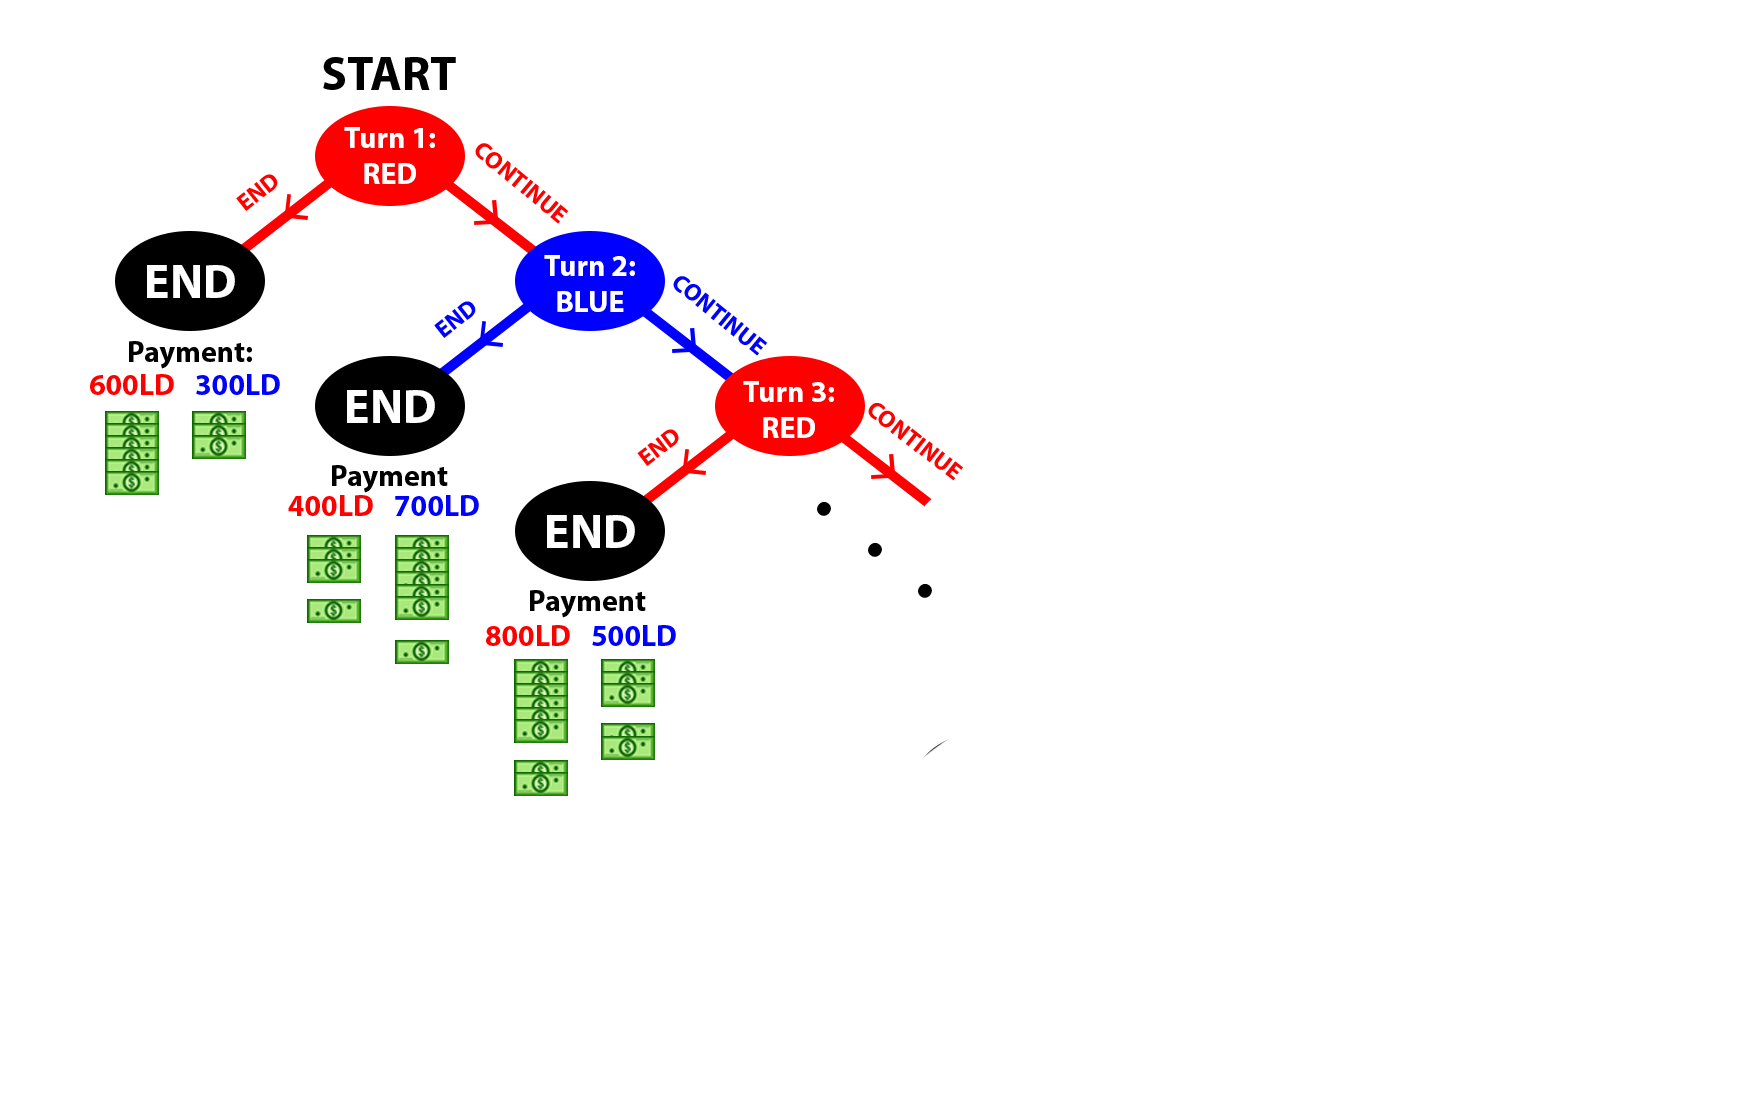 START
Turn 1:
RED
END
CONTINUE
END
Payment:
600LD 300LD
Turn 2:
BLUE
END
CONTINUE
END
Payment
400LD 700LD
Turn 3:
RED
END
CONTINUE
END
Payment
800LD 500LD